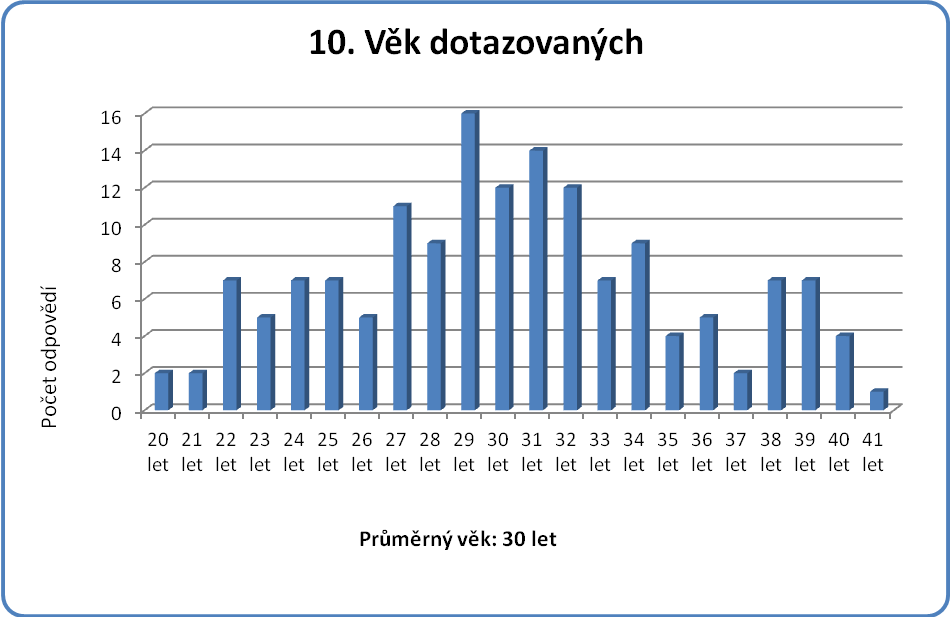 10. Věk dotazovaných
Počet odpovědí
16
14
12
10
8
6
4
2
0
20 21 22 23 24 25 26 27 28 29 30 31 32 33 34 35 36 37 38 39 40 41
let let let let let let let let let let let let let let let let let let let let let let
Průměrný věk: 30 let